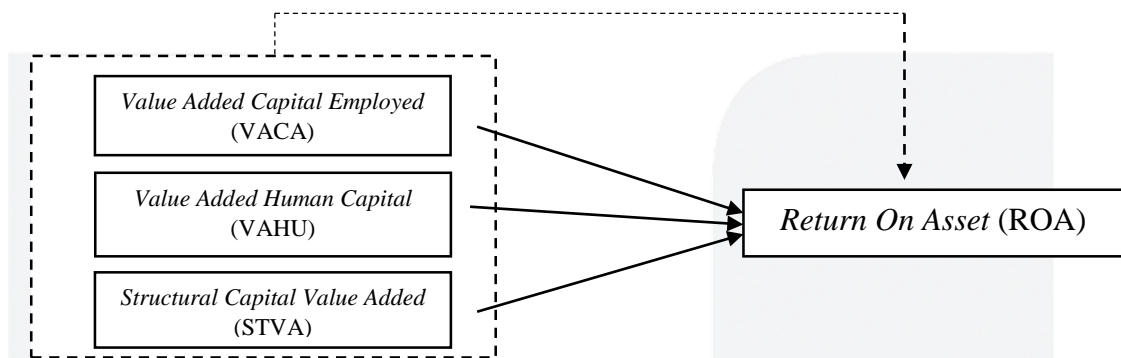 Value Added Capital Employed
(VACA)
Value Added Human Capital
(VAHU)
Return On Asset (ROA)
Structural Capital Value Added
(STVA)